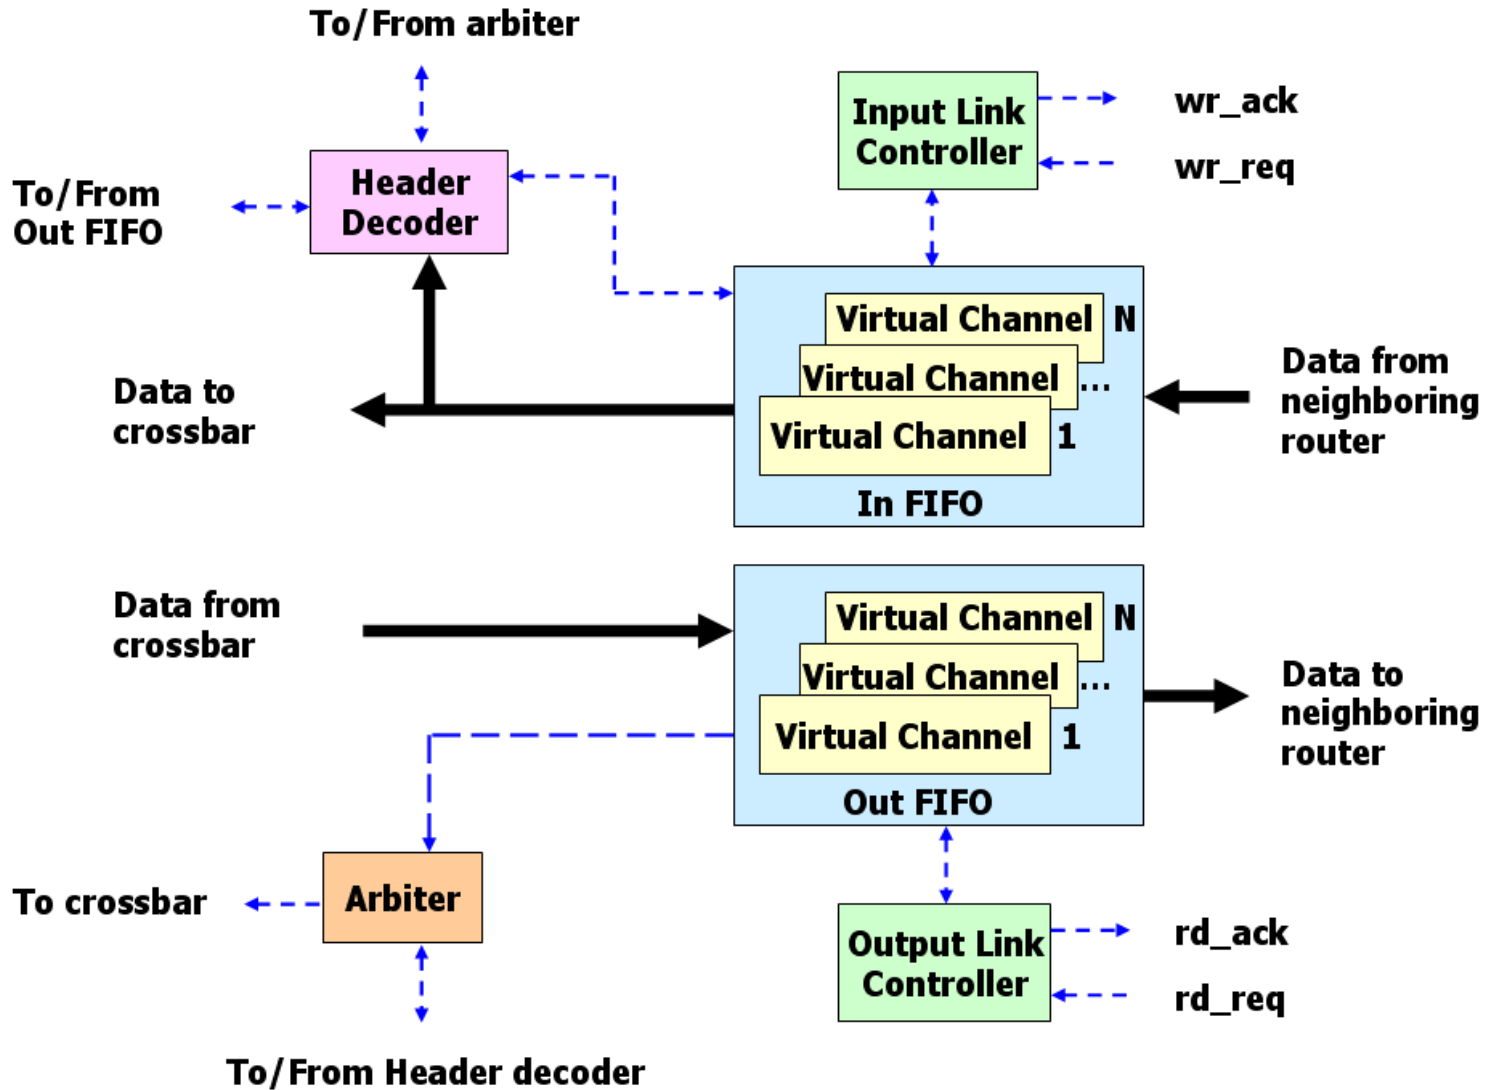 To/From arbiter
Input Link
Controller
wr_ack
wr_req
Header
Decoder
To/From
Out FIFO
Virtual Channel N
Virtual Channel ...
Virtual Channel 1
In FIFO
Data to
crossbar
Data from
neighboring
router
Data from
crossbar
Virtual Channel N
Virtual Channel ...
Virtual Channel 1
Out FIFO
Data to
neighboring
router
To crossbar
Arbiter
Output Link
Controller
rd_ack
rd_req
To/From Header decoder